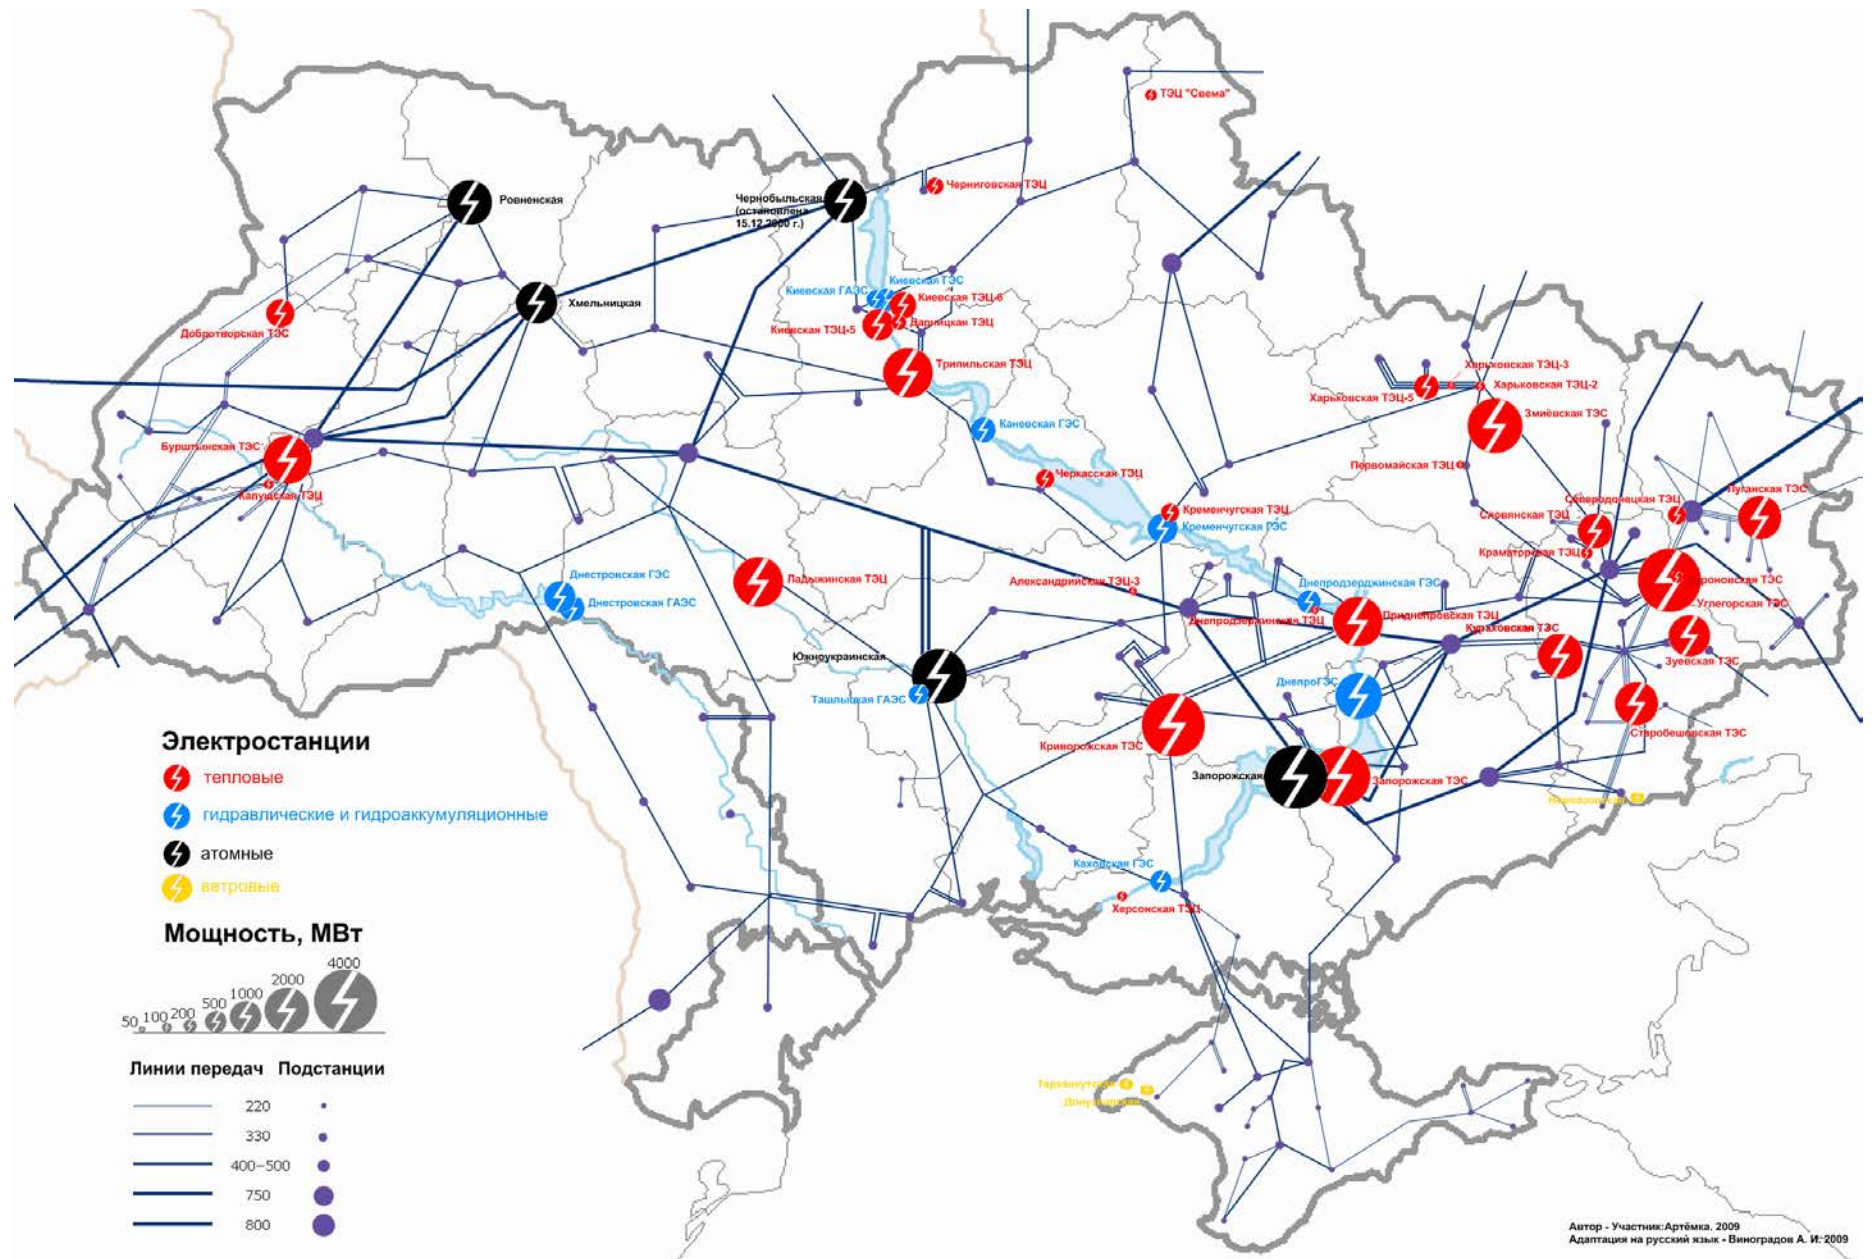 ТЭЦ "Свема"
Ровненская
Чернобыльская
(остановлена
15.12.2000 г.)
Черниговская ТЭЦ
Хмельницкая
Киевская ГАЭС
Киевская ГЭС
Киевская ТЭЦ-6
Киевская ТЭЦ-5
Дарницкая ТЭЦ
Добротворская ТЭС
Трипильская ТЭЦ
Харьковская ТЭЦ-3
Харьковская ТЭЦ-2
Харьковская ТЭЦ-5
Змиёвская ТЭС
Каневская ГЭС
Бурштынская ТЭС
Калушская ТЭЦ
Черкасская ТЭЦ
Первомайская ТЭЦ
Северодонецкая ТЭЦ
Луганская ТЭС
Кременчугская ТЭЦ
Кременчугская ГЭС
Словянская ТЭЦ
Краматорская ТЭЦ
Днестровская ГЭС
Днестровская ГАЭС
Ладыжинская ТЭЦ
Александрийская ТЭЦ-3
Днепродзержинская ГЭС
Днепродзержинская ТЭЦ
Приднепровская ТЭЦ
Кураховская ТЭС
Углегорская ТЭС
Зуевская ТЭС
Южноукраинская
Ташлыцкая ГАЭС
ДнепроГЭС
Старобешовская ТЭС
Криворожская ТЭС
Запорожская
Запорожская ТЭС
Каховская ГЭС
Херсонская ТЭЦ
Электростанции
тепловые
гидравлические и гидроаккумуляционные
атомные
ветровые
Мощность, МВт
50 100 200 500 1000 2000 4000
Линии передач Подстанции
220
330
400–500
750
800
Автор - Участник:Артёмка. 2009
Адаптация на русский язык - Виноградов А. И. 2009